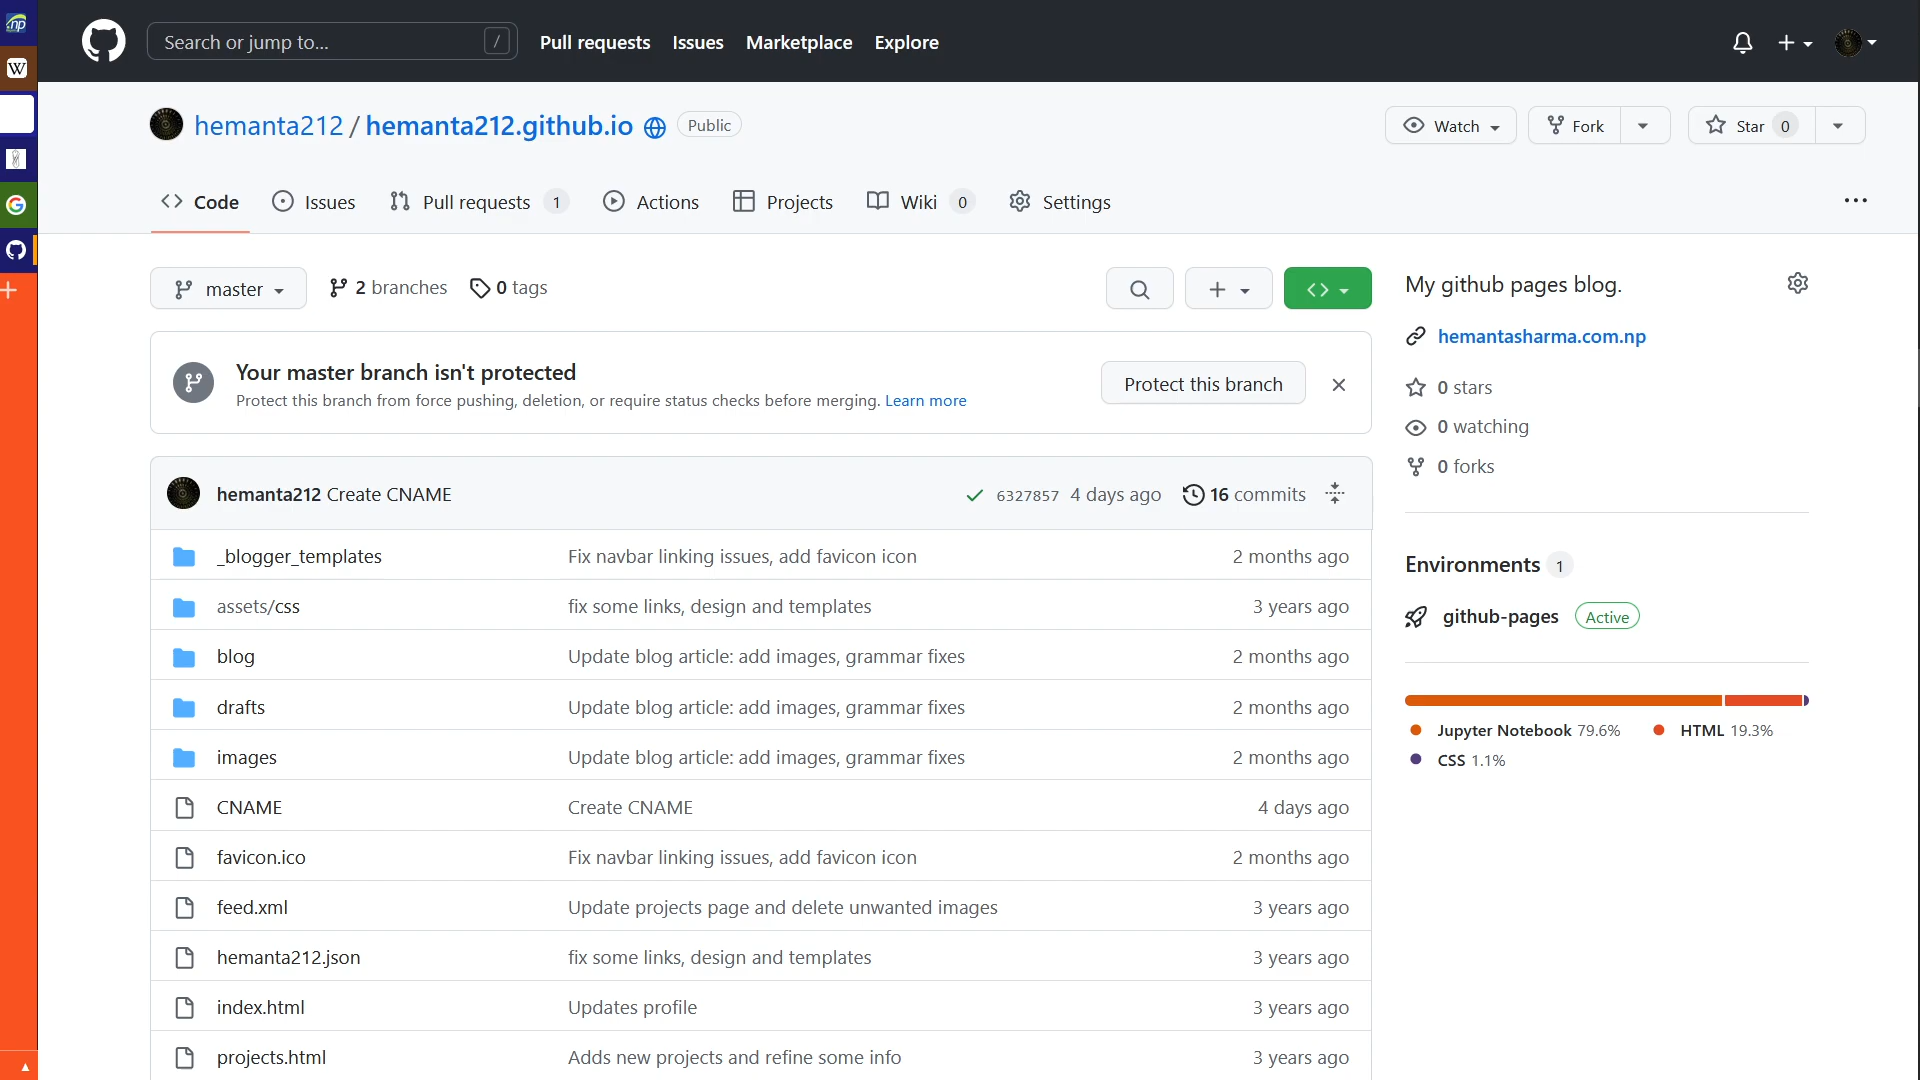 Search or jump to... /
Pull requests Issues Marketplace Explore
hemanta212 / hemanta212.github.io Public
Watch Fork Star 0
Code Issues Pull requests 1 Actions Projects Wiki 0 Settings
master 2 branches 0 tags
Your master branch isn't protected
Protect this branch from force pushing, deletion, or require status checks before merging. Learn more
Protect this branch
hemanta212 Create CNAME 6327857 4 days ago 16 commits
_blogger_templates Fix navbar linking issues, add favicon icon 2 months ago
assets/css fix some links, design and templates 3 years ago
blog Update blog article: add images, grammar fixes 2 months ago
drafts Update blog article: add images, grammar fixes 2 months ago
images Update blog article: add images, grammar fixes 2 months ago
CNAME Create CNAME 4 days ago
favicon.ico Fix navbar linking issues, add favicon icon 2 months ago
feed.xml Update projects page and delete unwanted images 3 years ago
hemanta212.json fix some links, design and templates 3 years ago
index.html Updates profile 3 years ago
projects.html Adds new projects and refine some info 3 years ago
My github pages blog.
hemantasharma.com.np
0 stars
0 watching
0 forks
Environments 1
github-pages Active
Jupyter Notebook 79.6% HTML 19.3%
CSS 1.1%
.np
W
G